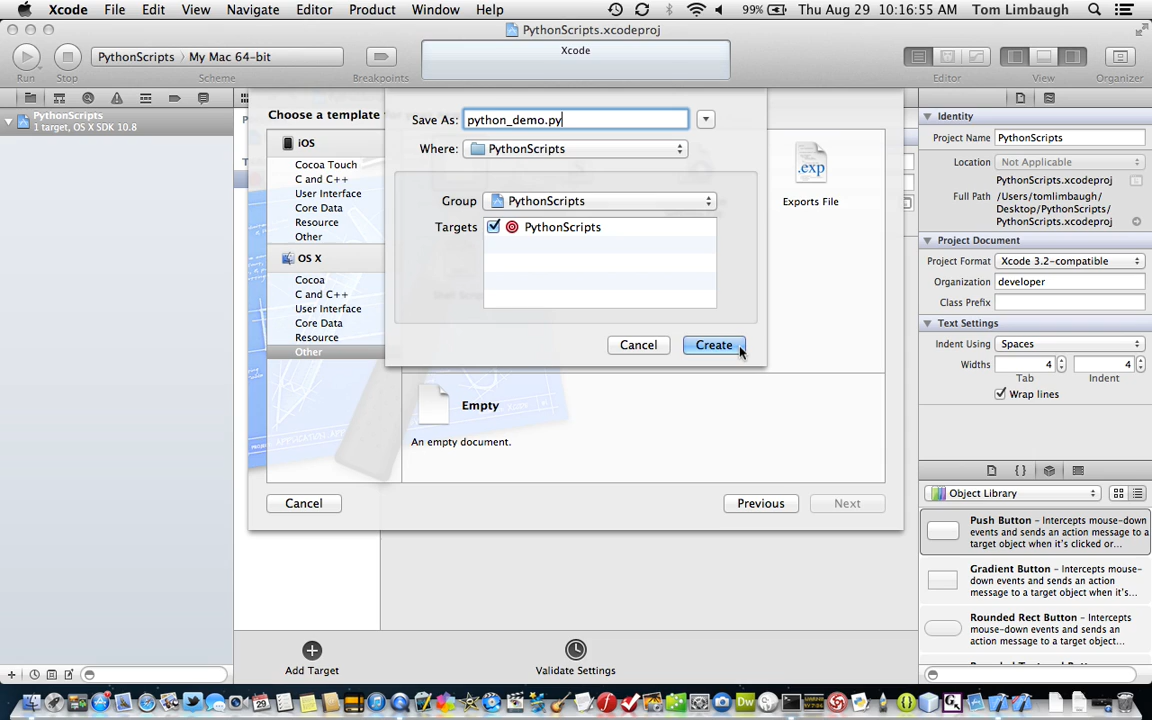 Xcode File Edit View Navigate Editor Product Window Help 99% Thu Aug 29 10:16:55 AM Tom Limbaugh
PythonScripts.xcodeproj
PythonScripts My Mac 64-bit
Xcode
Run Stop Scheme Breakpoints Editor View Organizer
PythonScripts
1 target, OS X SDK 10.8
Choose a template
iOS
Cocoa Touch
C and C++
User Interface
Core Data
Resource
Other
OS X
Cocoa
C and C++
User Interface
Core Data
Resource
Other
Save As: python_demo.py
Where: PythonScripts
Group PythonScripts
Targets PythonScripts
Cancel Create
.exp
Exports File
Empty
An empty document.
Cancel Previous Next
Add Target Validate Settings
Identity
Project Name PythonScripts
Location Not Applicable
PythonScripts.xcodeproj
Full Path /Users/tomlimbaugh/
Desktop/PythonScripts/
PythonScripts.xcodeproj
Project Document
Project Format Xcode 3.2-compatible
Organization developer
Class Prefix
Text Settings
Indent Using Spaces
Widths 4 4
Tab Indent
Wrap lines
Object Library
Push Button – Intercepts mouse-down
events and sends an action message to a
target object when it's clicked or...
Gradient Button – Intercepts mouse-
down events and sends an action
message to a target object when it's...
Rounded Rect Button – Intercepts
mouse-down events and sends an
action message to a target object...